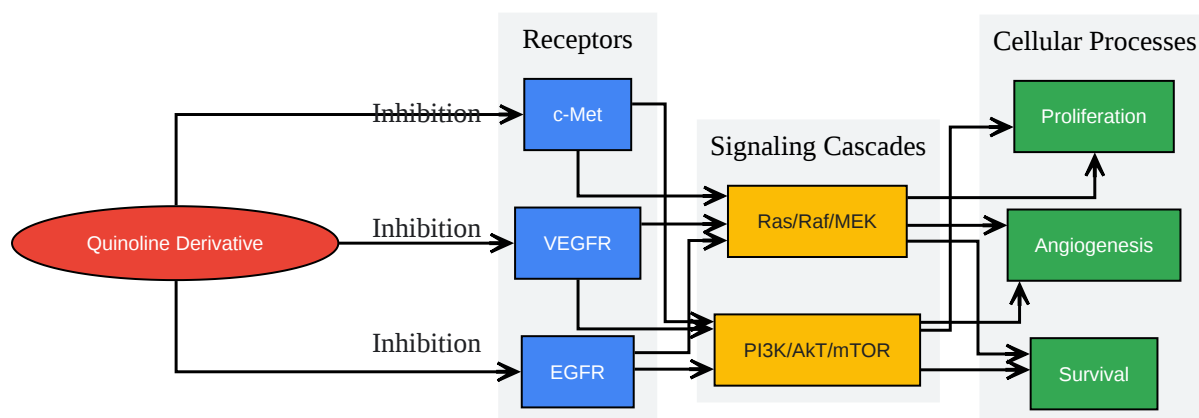 Receptors
Cellular Processes
Inhibition
c-Met
Proliferation
Signaling Cascades
Ras/Raf/MEK
Quinoline Derivative
Inhibition
VEGFR
Angiogenesis
Inhibition
EGFR
PI3K/AkT/mTOR
Survival